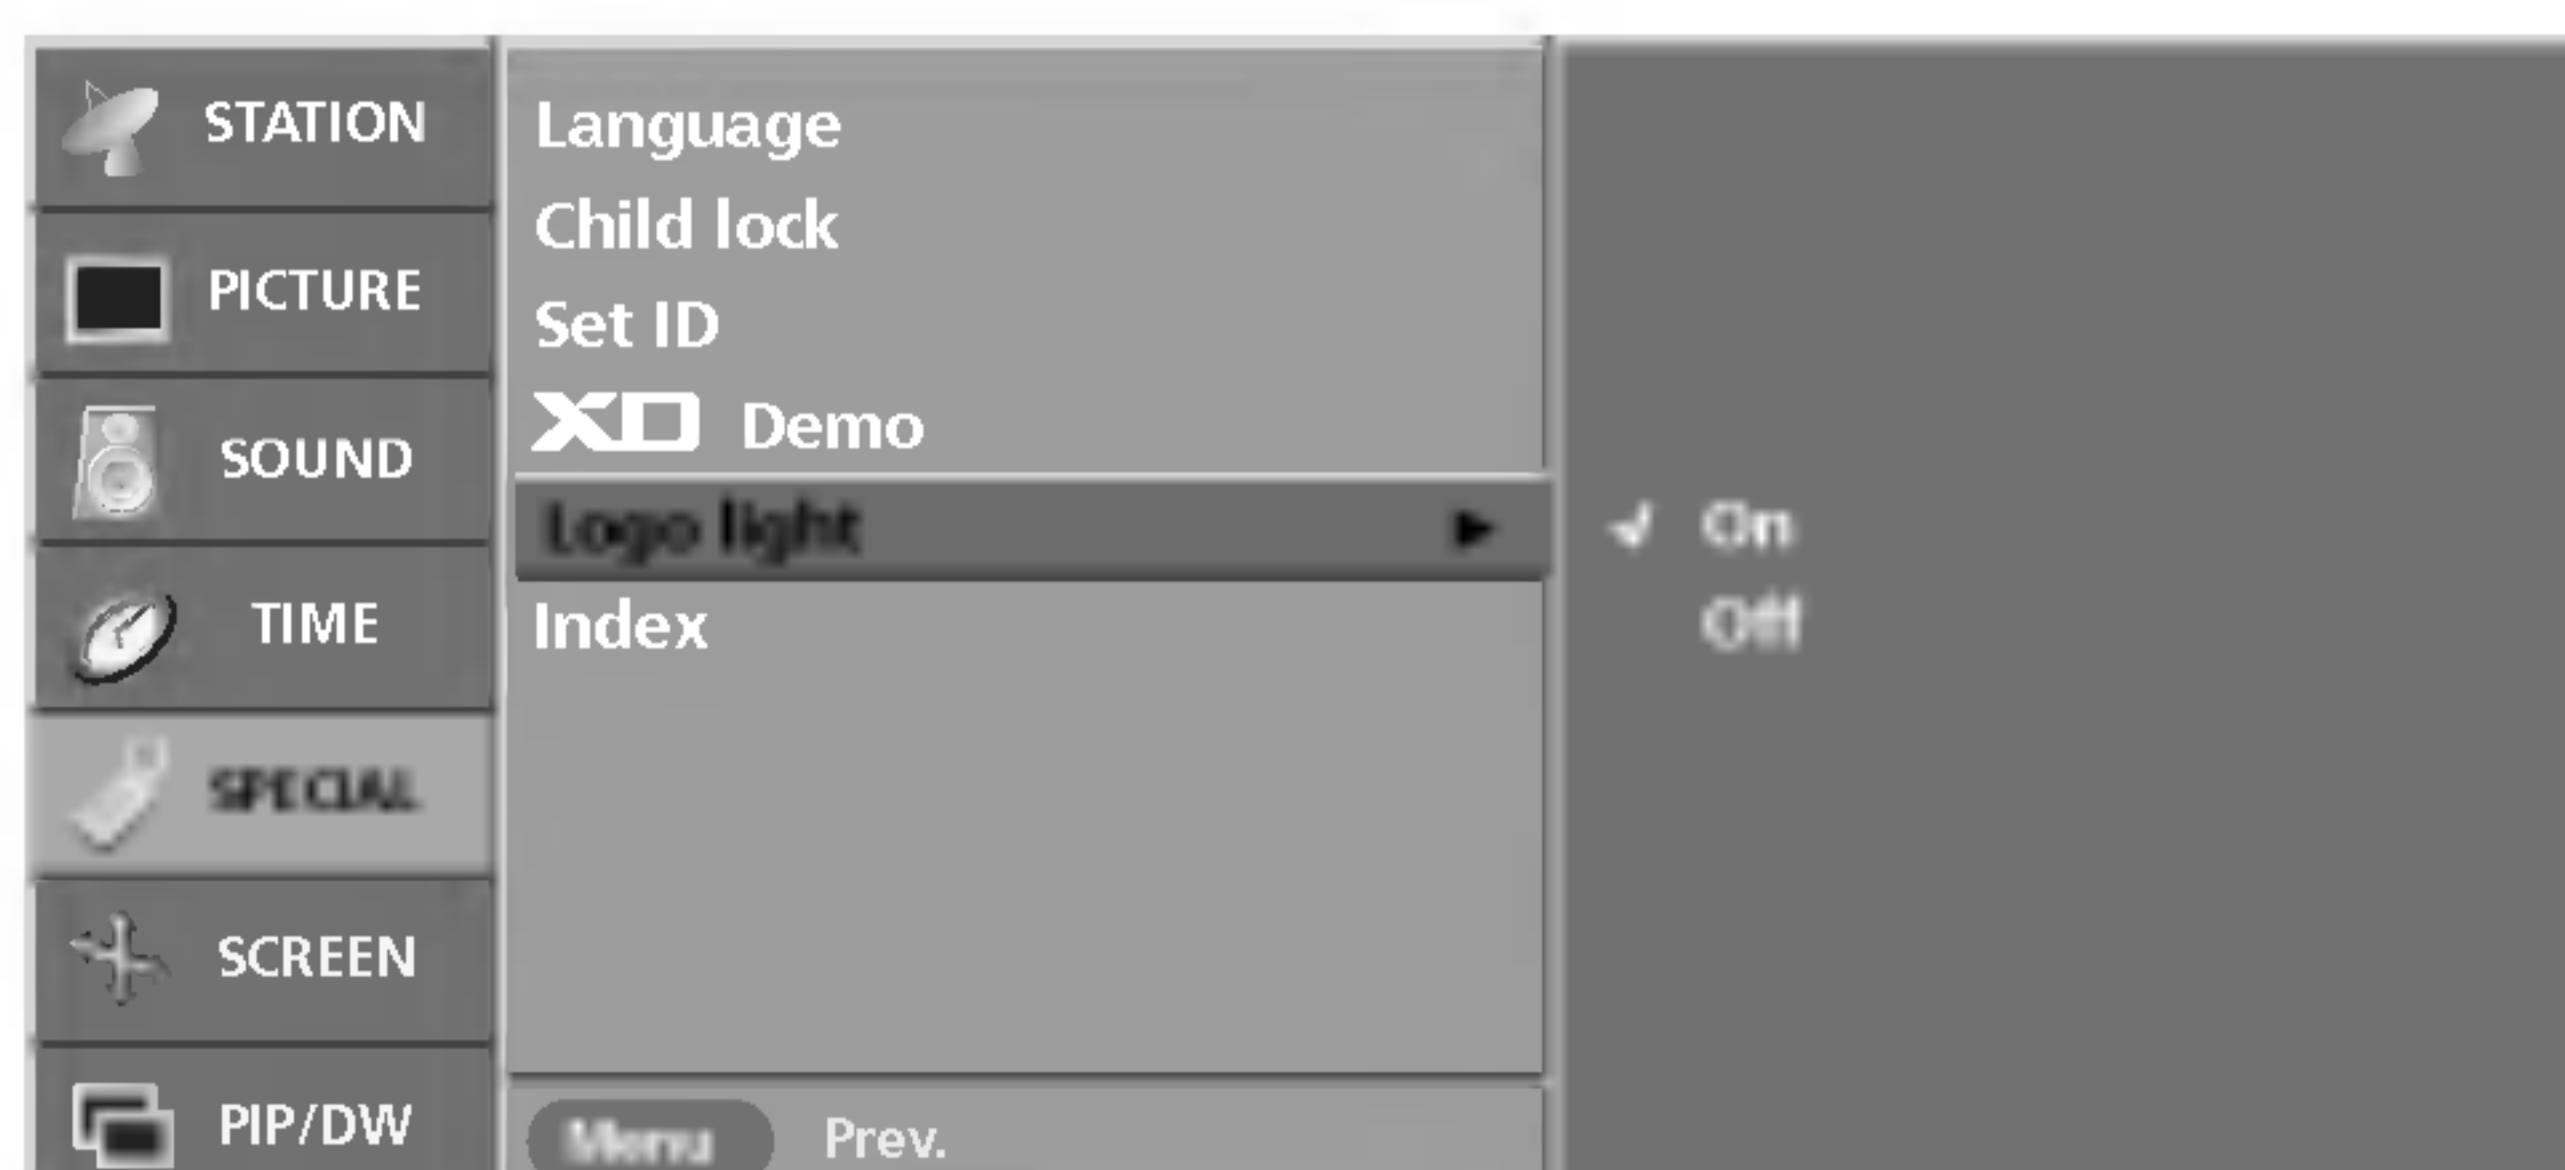 STATION
PICTURE
SOUND
TIME
SPECIAL
SCREEN
PIP/DW
Language
Child lock
Set ID
XD Demo
Logo light
Index
Menu Prev.
On
Off